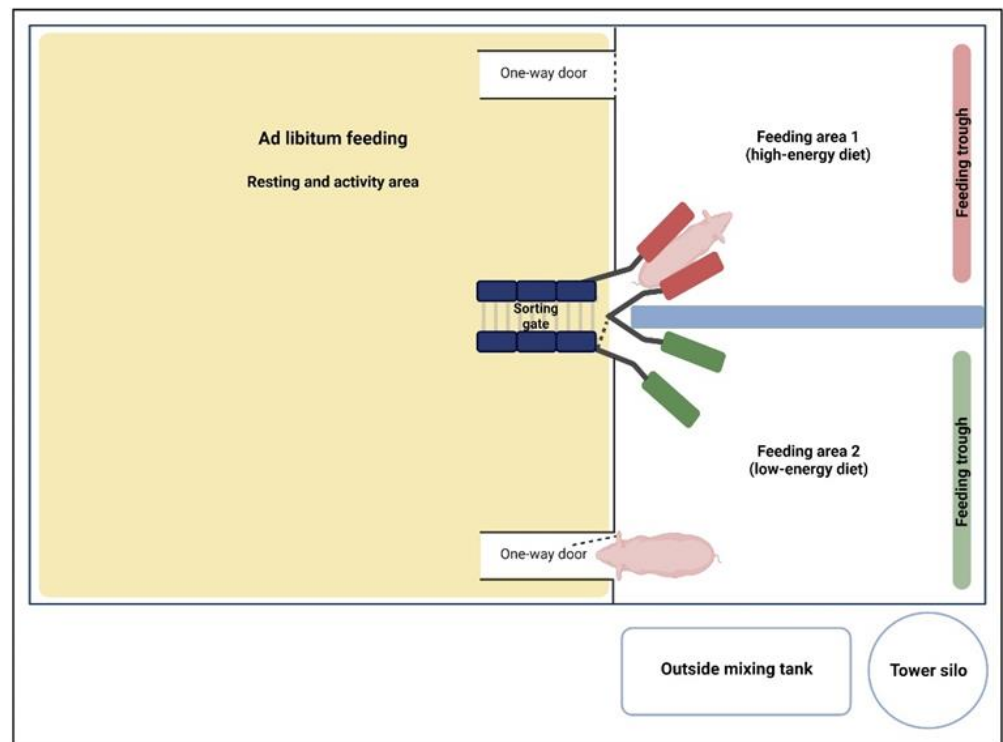 One-way door
Ad libitum feeding
Resting and activity area
Feeding area 1
(high-energy diet)
Feeding trough
Sorting
gate
Feeding area 2
(low-energy diet)
Feeding trough
One-way door
Outside mixing tank
Tower silo